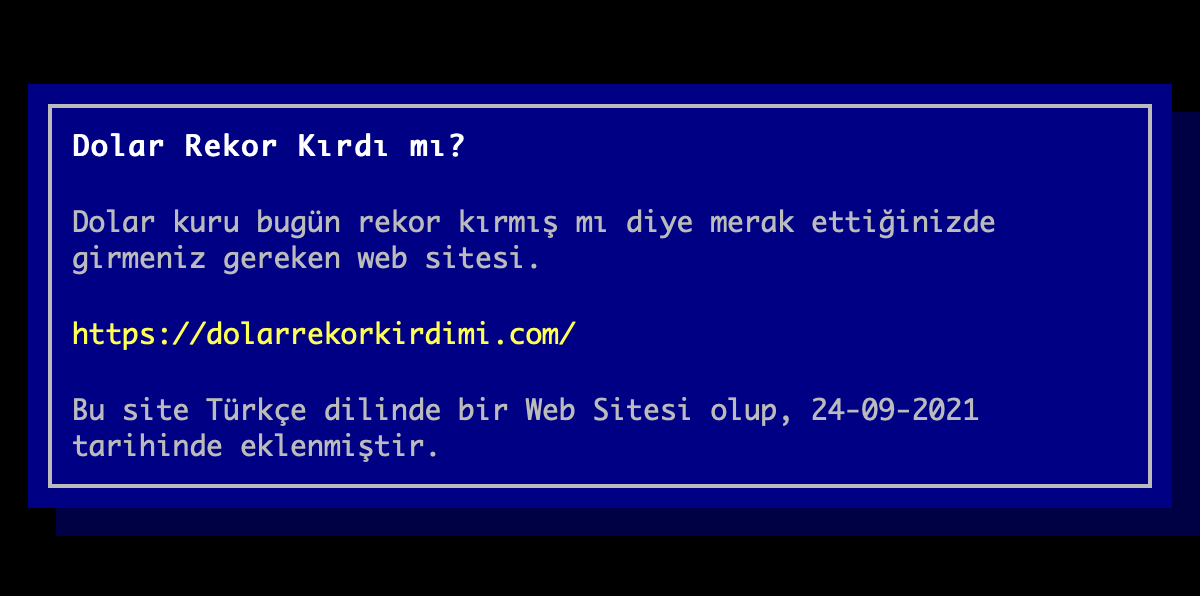 Dolar Rekor Kırdı mı?
Dolar kuru bugün rekor kırmış mı diye merak ettiğinizde
girmeniz gereken web sitesi.
https://dolarrekorkirdimi.com/
Bu site Türkçe dilinde bir Web Sitesi olup, 24-09-2021
tarihinde eklenmiştir.